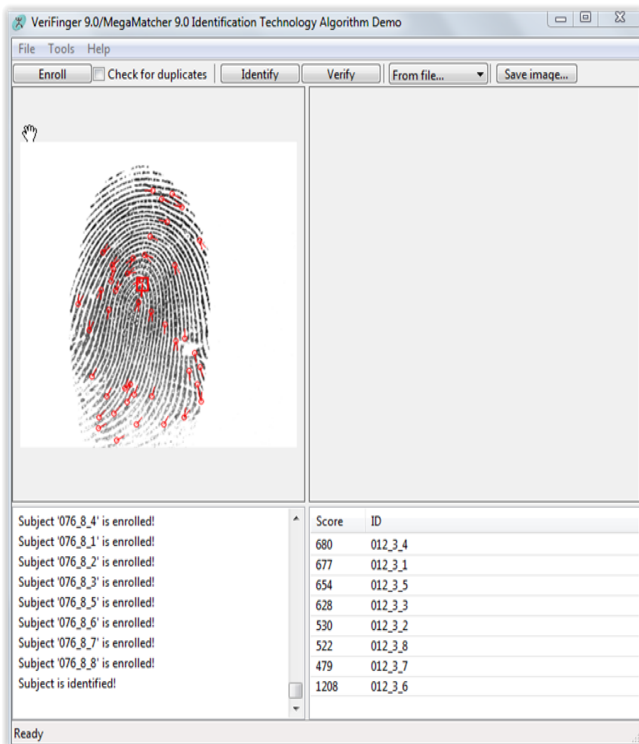 VeriFinger 9.0/MegaMatcher 9.0 Identification Technology Algorithm Demo
File Tools Help
Enroll Check for duplicates Identify Verify From file... Save image...
Subject '076_8_4' is enrolled!
Subject '076_8_1' is enrolled!
Subject '076_8_2' is enrolled!
Subject '076_8_3' is enrolled!
Subject '076_8_5' is enrolled!
Subject '076_8_6' is enrolled!
Subject '076_8_7' is enrolled!
Subject '076_8_8' is enrolled!
Subject is identified!
Score ID
680 012_3_4
677 012_3_1
654 012_3_5
628 012_3_3
530 012_3_2
522 012_3_8
479 012_3_7
1208 012_3_6
Ready